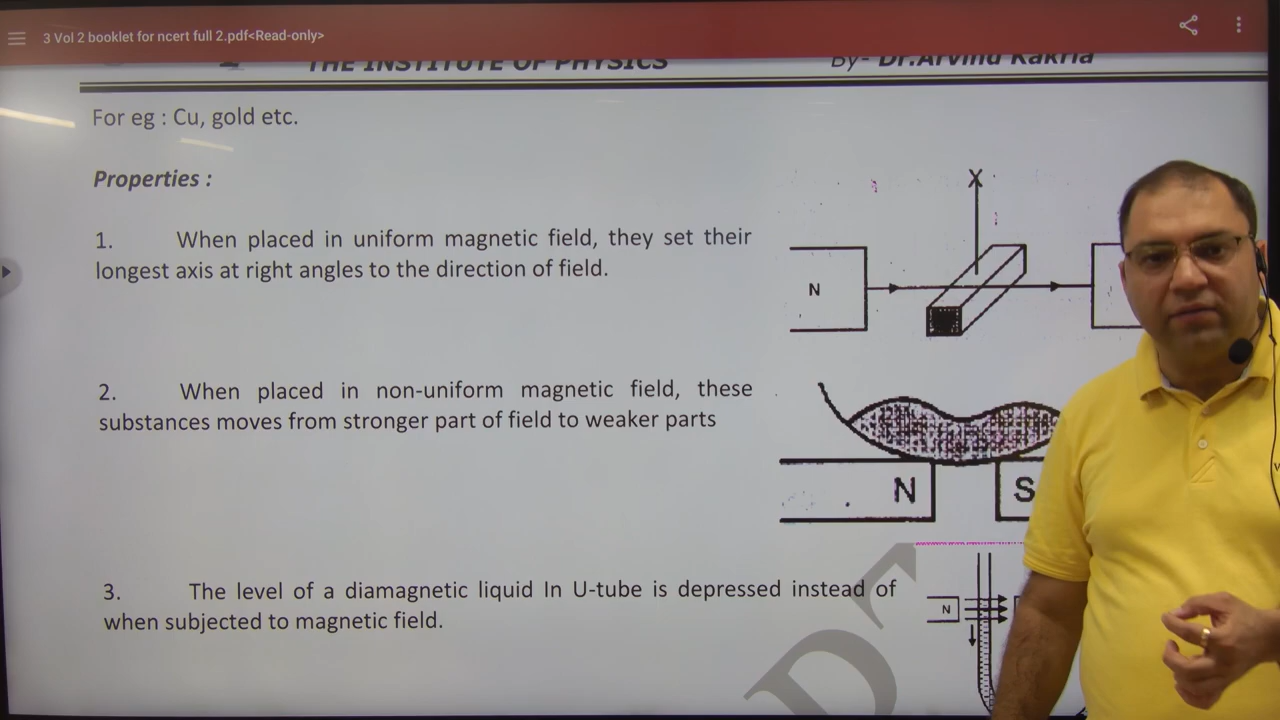 3 Vol 2 booklet for ncert full 2.pdf<Read-only>
THE INSTITUTE OF PHYSICS By- Dr.Arvind Kakria
For eg : Cu, gold etc.
Properties :
X
1. When placed in uniform magnetic field, they set their
longest axis at right angles to the direction of field.
N
2. When placed in non-uniform magnetic field, these
substances moves from stronger part of field to weaker parts
N S
3. The level of a diamagnetic liquid In U-tube is depressed instead of
when subjected to magnetic field.
N